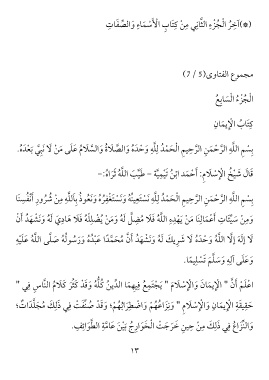 (*)آخِرُ الْجُزْءِ الثَّانِي مِنْ كِتَابِ الْأَسْمَاءِ وَالصِّفَاتِ
مجموع الفتاوى(5 / 7)
الْجُزْءُ السَّابِعُ
كِتَابُ الْإِيمَانِ
بِسْمِ اللَّهِ الرَّحْمَنِ الرَّحِيمِ الْحَمْدُ لِلَّهِ وَحْدَهُ وَالصَّلَاةُ وَالسَّلَامُ عَلَى مَنْ لَا نَبِيَّ بَعْدَهُ.
قَالَ شَيْخُ الْإِسْلَامِ: أَحْمَد ابْنُ تَيْمِيَّةَ - طَيَّبَ اللَّهُ ثَرَاهُ:-
بِسْمِ اللَّهِ الرَّحْمَنِ الرَّحِيمِ الْحَمْدُ لِلَّهِ نَسْتَعِينُهُ وَنَسْتَغْفِرُهُ وَنَعُوذُ بِاَللَّهِ مِنْ شُرُورِ أَنْفُسِنَا
وَمِنْ سَيِّئَاتِ أَعْمَالِنَا مَنْ يَهْدِهِ اللَّهُ فَلَا مُضِلَّ لَهُ وَمَنْ يُضْلِلْهُ فَلَا هَادِيَ لَهُ وَنَشْهَدُ أَنْ
لَا إلَهَ إلَّا اللَّهُ وَحْدَهُ لَا شَرِيكَ لَهُ وَنَشْهَدُ أَنَّ مُحَمَّدًا عَبْدُهُ وَرَسُولُهُ صَلَّى اللَّهُ عَلَيْهِ
وَعَلَى آلِهِ وَسَلَّمَ تَسْلِيمًا.
اعْلَمْ أَنَّ " الْإِيمَانَ وَالْإِسْلَامَ " يَجْتَمِعُ فِيهِمَا الدِّينُ كُلُّهُ وَقَدْ كَثُرَ كَلَامُ النَّاسِ فِي "
حَقِيقَةِ الْإِيمَانِ وَالْإِسْلَامِ " وَنِزَاعُهُمْ وَاضْطِرَابُهُمْ؛ وَقَدْ صُنِّفَتْ فِي ذَلِكَ مُجَلَّدَاتٌ؛
وَالنِّزَاعُ فِي ذَلِكَ مِنْ حِينِ خَرَجَتْ الْخَوَارِجُ بَيْنَ عَامَّةِ الطَّوَائِفِ.
١٣